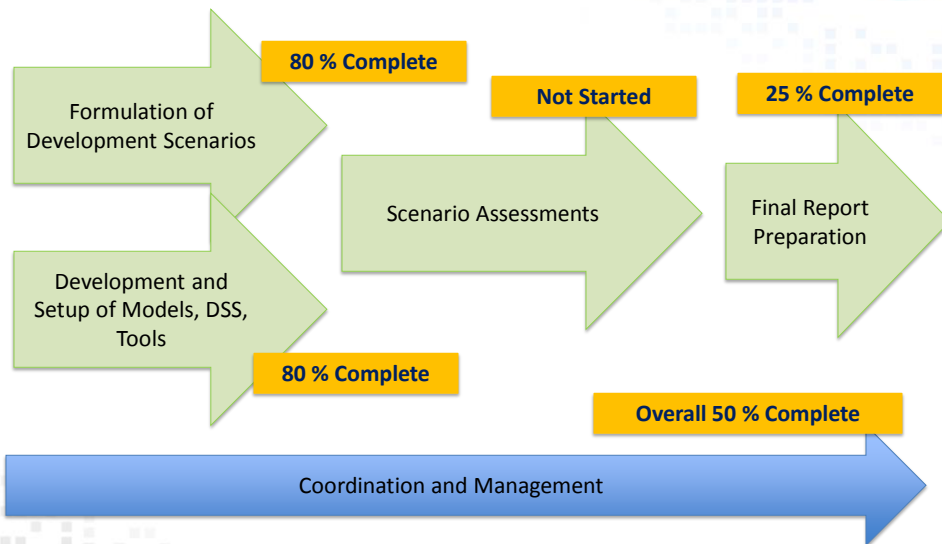 80 % Complete
Formulation of
Development Scenarios
Not Started
25 % Complete
Scenario Assessments
Final Report
Preparation
Development and
Setup of Models, DSS,
Tools
80 % Complete
Overall 50 % Complete
Coordination and Management